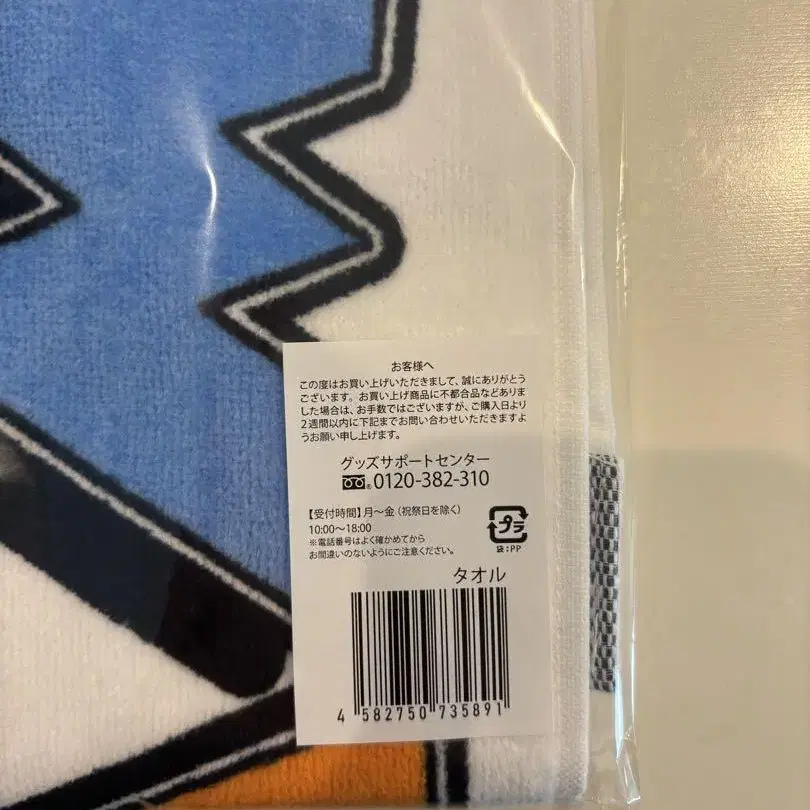 お客様へ
この度はお買い上げいただきまして、誠にありがとう
ございます。お買い上げ商品に不都合品などありま
した場合は、お手数ではございますが、ご購入日より
2週間以内に下記までお問い合わせいただきますよ
うお願い申し上げます。
グッズサポートセンター
0120-382-310
【受付時間】月〜金（祝祭日を除く）
10:00〜18:00
※電話番号はよく確かめてから
お間違いのないようにご注意ください。
プラ
袋:PP
タオル
4 582750 735891